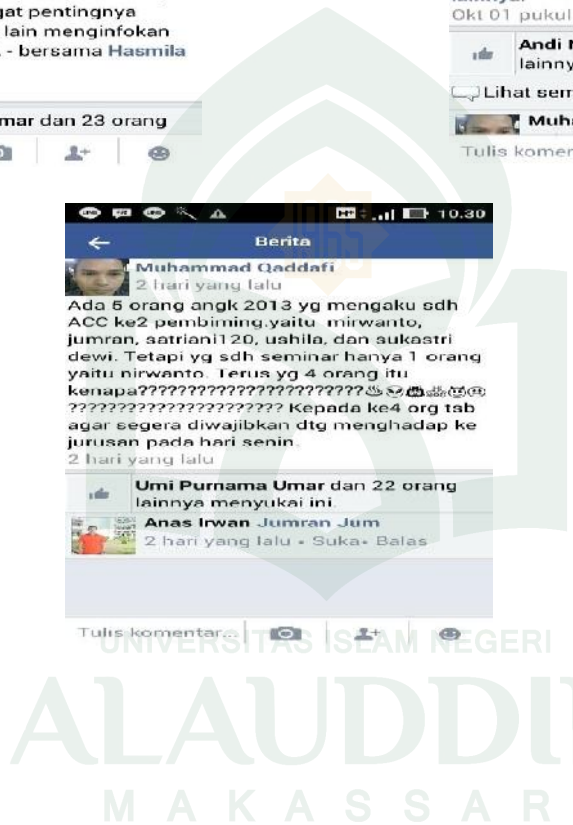 gat pentingnya
lain menginfokan
- bersama Hasmila
mar dan 23 orang
Okt 01 pukul
Andi
lainny
Lihat sem
Muha
Tulis komen
10.30
Berita
Muhammad Qaddafi
2 hari yang lalu
Ada 5 orang angk 2013 yg mengaku sdh
ACC ke2 pembiming.yaitu mirwanto,
jumran, satriani120, ushila, dan sukastri
dewi. Tetapi yg sdh seminar hanya 1 orang
yaitu nirwanto. Terus yg 4 orang itu
kenapa???????????????????????
?????????????????????? Kepada ke4 org tsb
agar segera diwajibkan dtg menghadap ke
jurusan pada hari senin.
2 hari yang lalu
Umi Purnama Umar dan 22 orang
lainnya menyukai ini.
Anas Irwan Jumran Jum
2 hari yang lalu • Suka• Balas
Tulis komentar...
1965
UNIVERSITAS ISLAM NEGERI
ALAUDDI
MAKASSAR